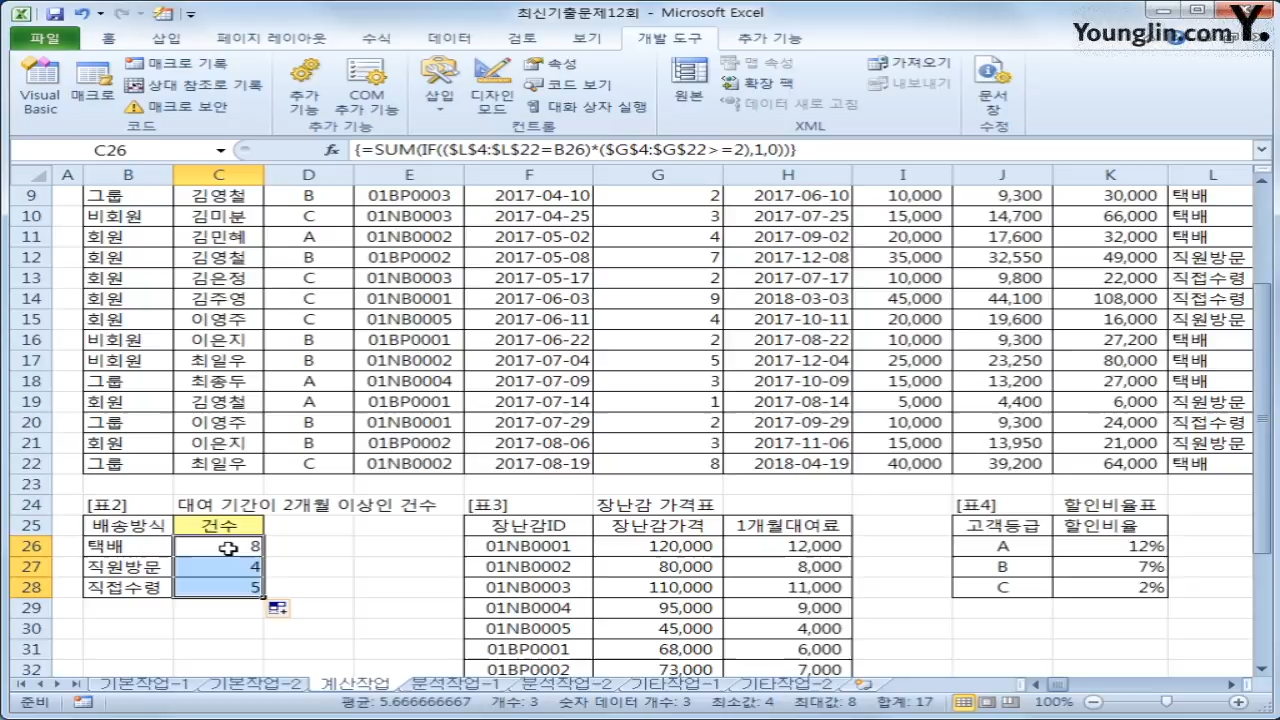 최신기출문제12회 - Microsoft Excel
YoungJin.com Y.
파일 홈 삽입 페이지 레이아웃 수식 데이터 검토 보기 개발 도구 추가 기능
Visual Basic 매크로 매크로 기록 상대 참조로 기록 매크로 보안 코드
추가 기능 COM 추가 기능 추가 기능
삽입 디자인 모드 속성 코드 보기 대화 상자 실행 컨트롤
원본 맵 속성 확장 팩 데이터 새로 고침 가져오기 내보내기 XML
문서 창 수정
C26 fx {=SUM(IF(($L$4:$L$22=B26)*($G$4:$G$22>=2),1,0))}
A B C D E F G H I J K L
9 그룹 김영철 B 01BP0003 2017-04-10 2 2017-06-10 10,000 9,300 30,000 택배
10 비회원 김미분 C 01NB0003 2017-04-25 3 2017-07-25 15,000 14,700 66,000 택배
11 회원 김민혜 A 01NB0002 2017-05-02 4 2017-09-02 20,000 17,600 32,000 택배
12 회원 김영철 B 01BP0002 2017-05-08 7 2017-12-08 35,000 32,550 49,000 직원방문
13 회원 김은정 C 01NB0003 2017-05-17 2 2017-07-17 10,000 9,800 22,000 직접수령
14 회원 김주영 C 01NB0001 2017-06-03 9 2018-03-03 45,000 44,100 108,000 직접수령
15 회원 이영주 C 01NB0005 2017-06-11 4 2017-10-11 20,000 19,600 16,000 직원방문
16 비회원 이은지 B 01BP0001 2017-06-22 2 2017-08-22 10,000 9,300 27,200 택배
17 비회원 최일우 B 01NB0002 2017-07-04 5 2017-12-04 25,000 23,250 80,000 택배
18 그룹 최종두 A 01NB0004 2017-07-09 3 2017-10-09 15,000 13,200 27,000 택배
19 회원 김영철 A 01BP0001 2017-07-14 1 2017-08-14 5,000 4,400 6,000 직원방문
20 그룹 이영주 B 01NB0001 2017-07-29 2 2017-09-29 10,000 9,300 24,000 직접수령
21 회원 이은지 B 01BP0002 2017-08-06 3 2017-11-06 15,000 13,950 21,000 직원방문
22 그룹 최일우 C 01NB0002 2017-08-19 8 2018-04-19 40,000 39,200 64,000 택배
23
24 [표2] 대여 기간이 2개월 이상인 건수 [표3] 장난감 가격표 [표4] 할인비율표
25 배송방식 건수 장난감ID 장난감가격 1개월대여료 고객등급 할인비율
26 택배 8 01NB0001 120,000 12,000 A 12%
27 직원방문 4 01NB0002 80,000 8,000 B 7%
28 직접수령 5 01NB0003 110,000 11,000 C 2%
29 01NB0004 95,000 9,000
30 01NB0005 45,000 4,000
31 01BP0001 68,000 6,000
32 01BP0002 73,000 7,000
기본작업-1 기본작업-2 계산작업 분석작업-1 분석작업-2 기타작업-1 기타작업-2
준비 평균: 5.666666667 개수: 3 숫자 데이터 개수: 3 최소값: 4 최대값: 8 합계: 17 100%